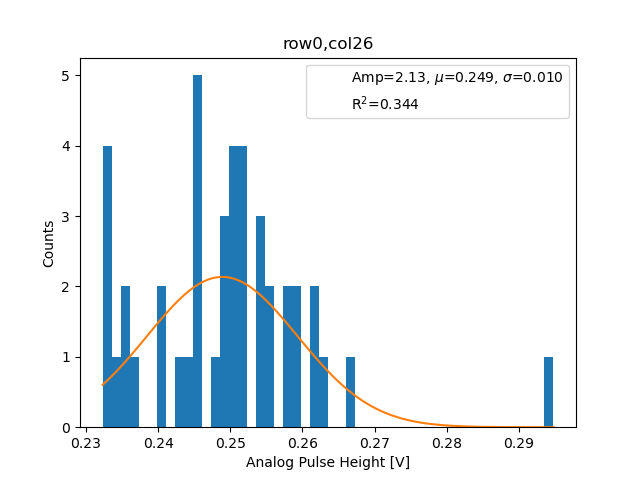 row0,col26
Amp=2.13, μ=0.249, σ=0.010
R²=0.344
5
4
3
2
1
0
Counts
0.23 0.24 0.25 0.26 0.27 0.28 0.29
Analog Pulse Height [V]